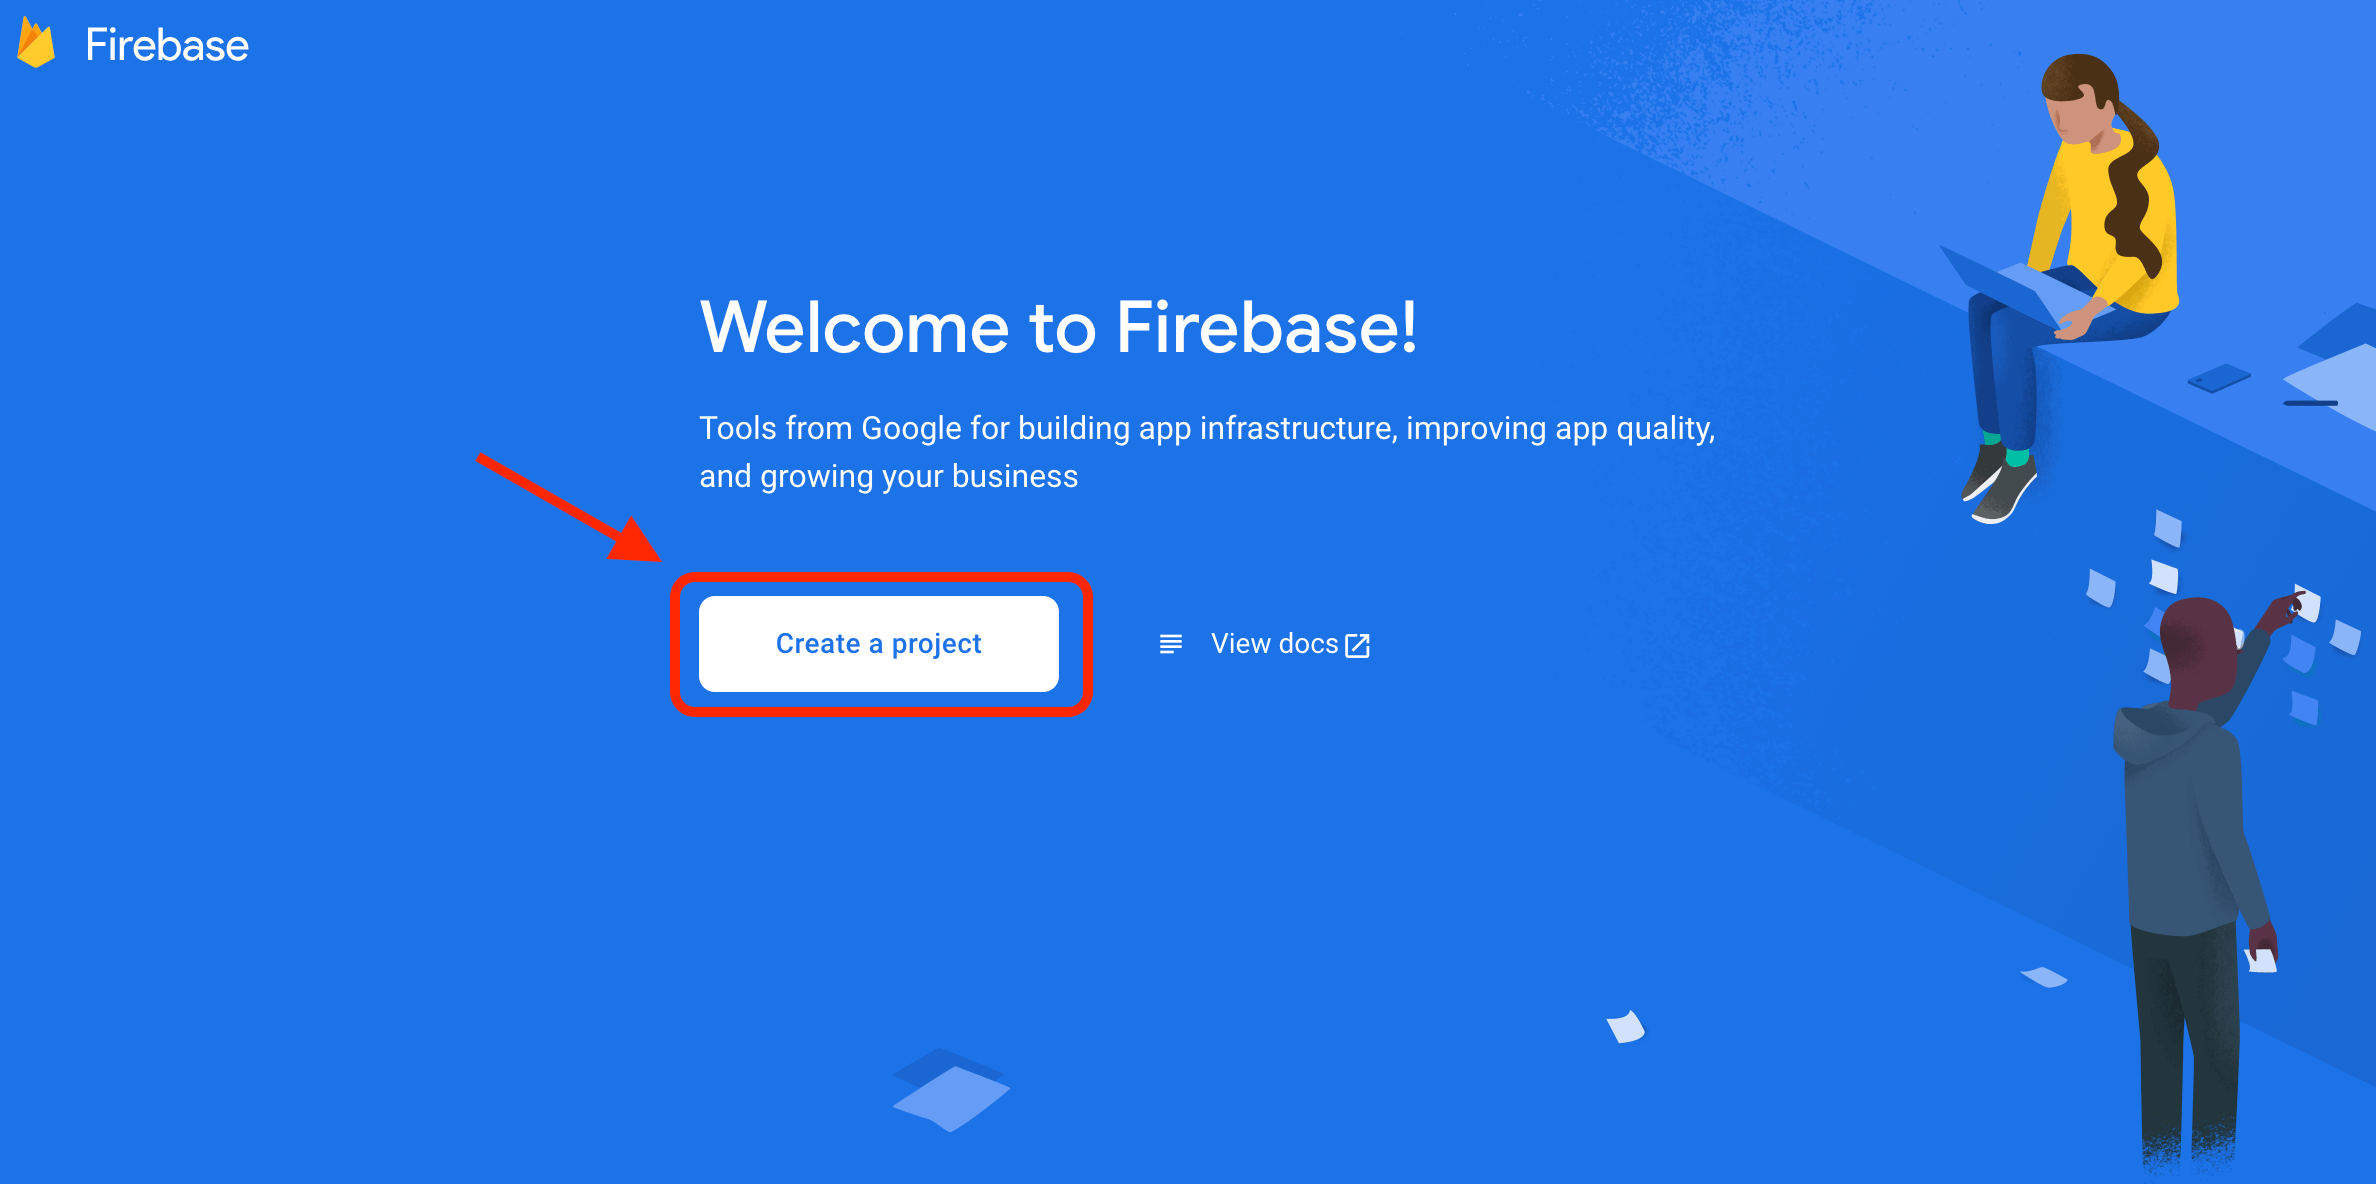 Firebase
Welcome to Firebase!
Tools from Google for building app infrastructure, improving app quality,
and growing your business
Create a project
View docs